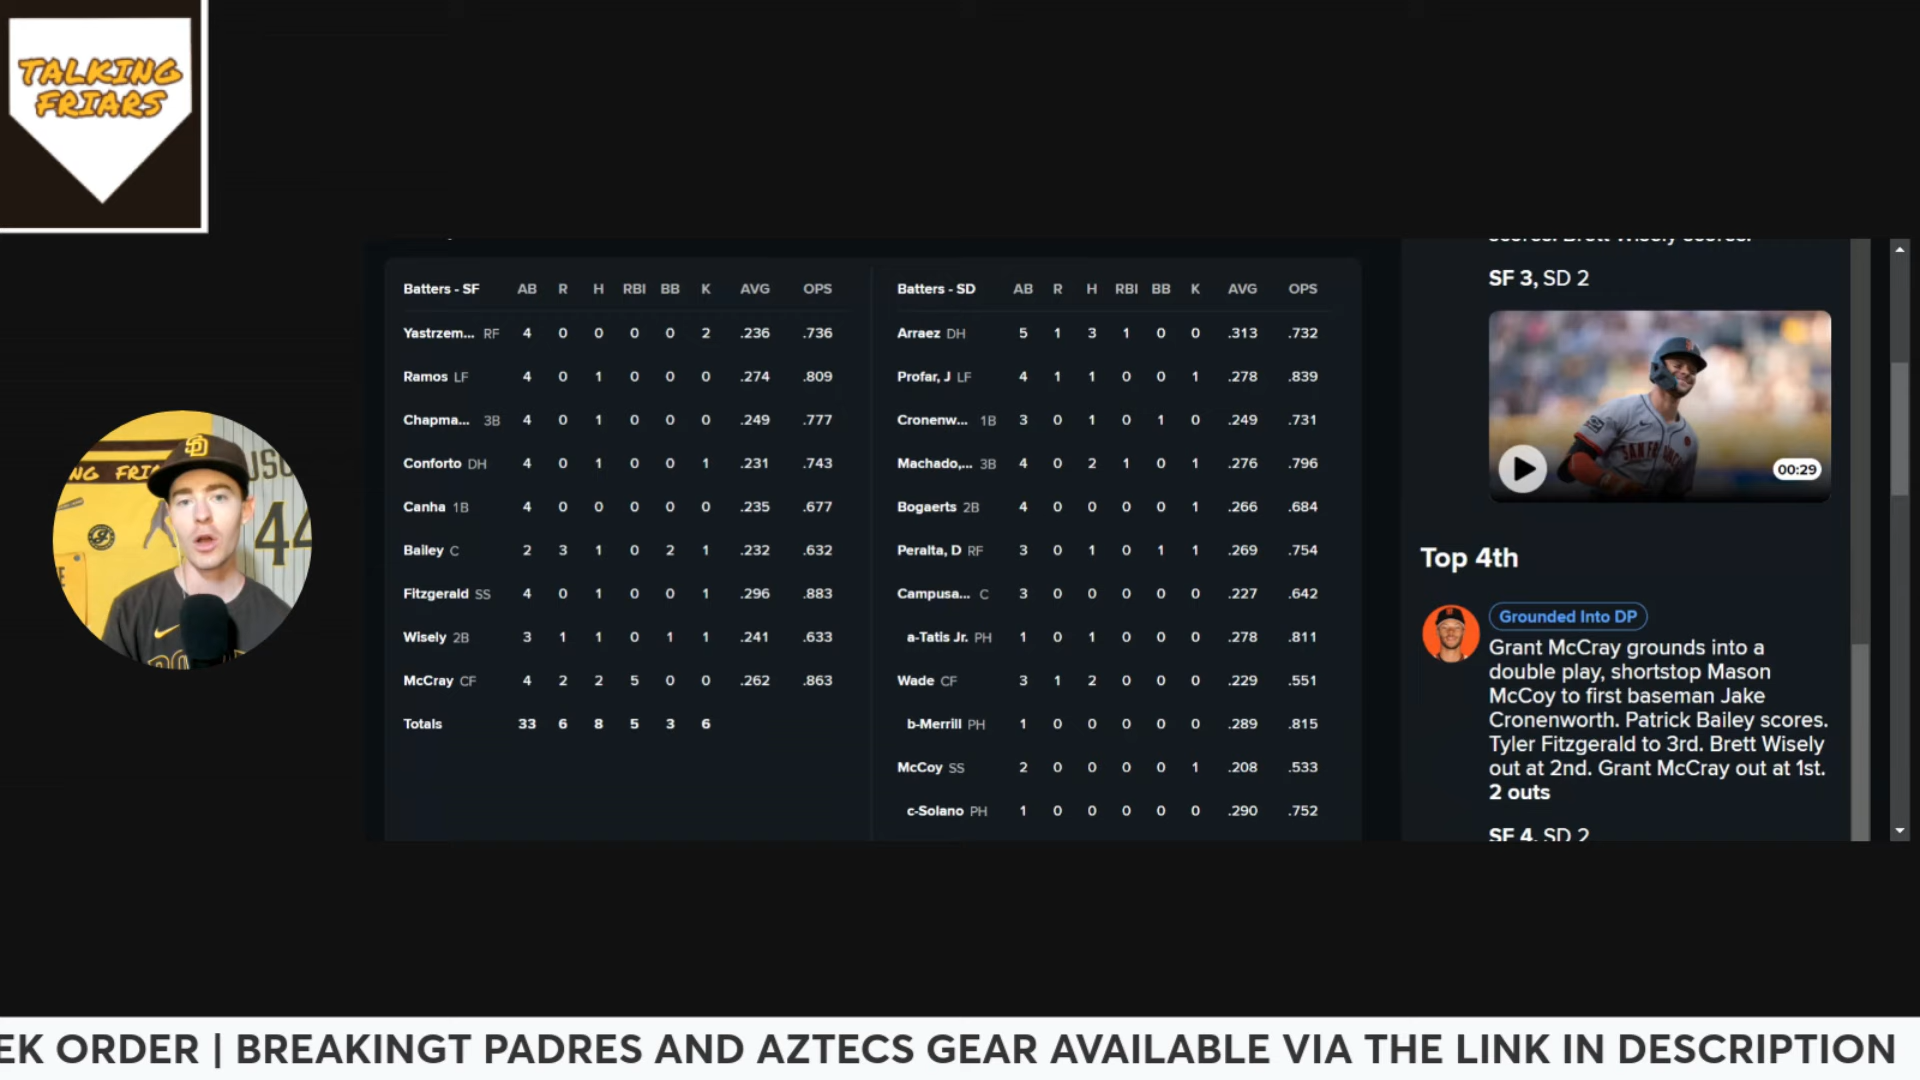 TALKING
FRIARS
Batters - SF AB R H RBI BB K AVG OPS
Yastrzem... RF 4 0 0 0 0 2 .236 .736
Ramos LF 4 0 1 0 0 0 .274 .809
Chapma... 3B 4 0 1 0 0 0 .249 .777
Conforto DH 4 0 1 0 0 1 .231 .743
Canha 1B 4 0 0 0 0 0 .235 .677
Bailey C 2 3 1 0 2 1 .232 .632
Fitzgerald SS 4 0 1 0 0 1 .296 .883
Wisely 2B 3 1 1 0 1 1 .241 .633
McCray CF 4 2 2 5 0 0 .262 .863
Totals 33 6 8 5 3 6
Batters - SD AB R H RBI BB K AVG OPS
Arraez DH 5 1 3 1 0 0 .313 .732
Profar, J LF 4 1 1 0 0 1 .278 .839
Cronenw... 1B 3 0 1 0 1 0 .249 .731
Machado,... 3B 4 0 2 1 0 1 .276 .796
Bogaerts 2B 4 0 0 0 0 1 .266 .684
Peralta, D RF 3 0 1 0 1 1 .269 .754
Campusa... C 3 0 0 0 0 0 .227 .642
a-Tatis Jr. PH 1 0 1 0 0 0 .278 .811
Wade CF 3 1 2 0 0 0 .229 .551
b-Merrill PH 1 0 0 0 0 0 .289 .815
McCoy SS 2 0 0 0 0 1 .208 .533
c-Solano PH 1 0 0 0 0 0 .290 .752
scores. Brett Wisely scores.
SF 3, SD 2
00:29
Top 4th
Grounded Into DP
Grant McCray grounds into a
double play, shortstop Mason
McCoy to first baseman Jake
Cronenworth. Patrick Bailey scores.
Tyler Fitzgerald to 3rd. Brett Wisely
out at 2nd. Grant McCray out at 1st.
2 outs
SF 4, SD 2
NG FRI
SD
44
EK ORDER | BREAKINGT PADRES AND AZTECS GEAR AVAILABLE VIA THE LINK IN DESCRIPTION